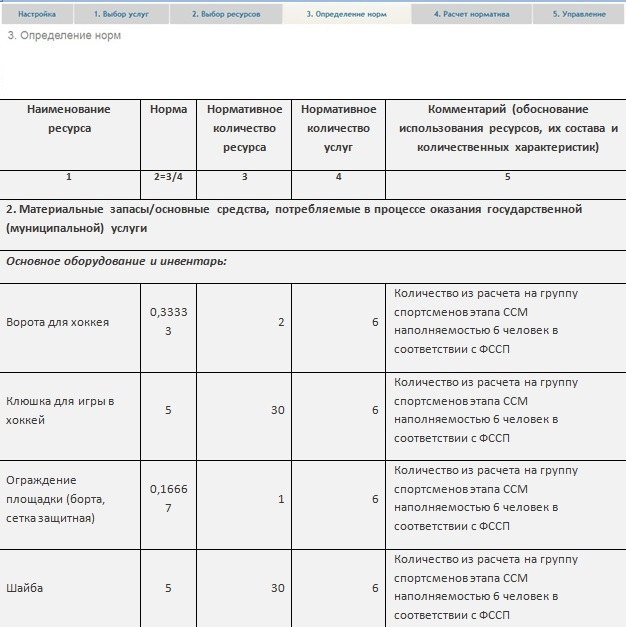 Настройка 1. Выбор услуг 2. Выбор ресурсов 3. Определение норм 4. Расчет норматива 5. Управление
3. Определение норм
Наименование ресурса
Норма
Нормативное количество ресурса
Нормативное количество услуг
Комментарий (обоснование использования ресурсов, их состава и количественных характеристик)
1 2=3/4 3 4 5
2. Материальные запасы/основные средства, потребляемые в процессе оказания государственной
(муниципальной) услуги
Основное оборудование и инвентарь:
Ворота для хоккея
0,3333
3
2
6
Количество из расчета на группу
спортсменов этапа ССМ
наполняемостью 6 человек в
соответствии с ФССП
Клюшка для игры в
хоккей
5
30
6
Количество из расчета на группу
спортсменов этапа ССМ
наполняемостью 6 человек в
соответствии с ФССП
Ограждение
площадки (борта,
сетка защитная)
0,1666
7
1
6
Количество из расчета на группу
спортсменов этапа ССМ
наполняемостью 6 человек в
соответствии с ФССП
Шайба
5
30
6
Количество из расчета на группу
спортсменов этапа ССМ
наполняемостью 6 человек в
соответствии с ФССП